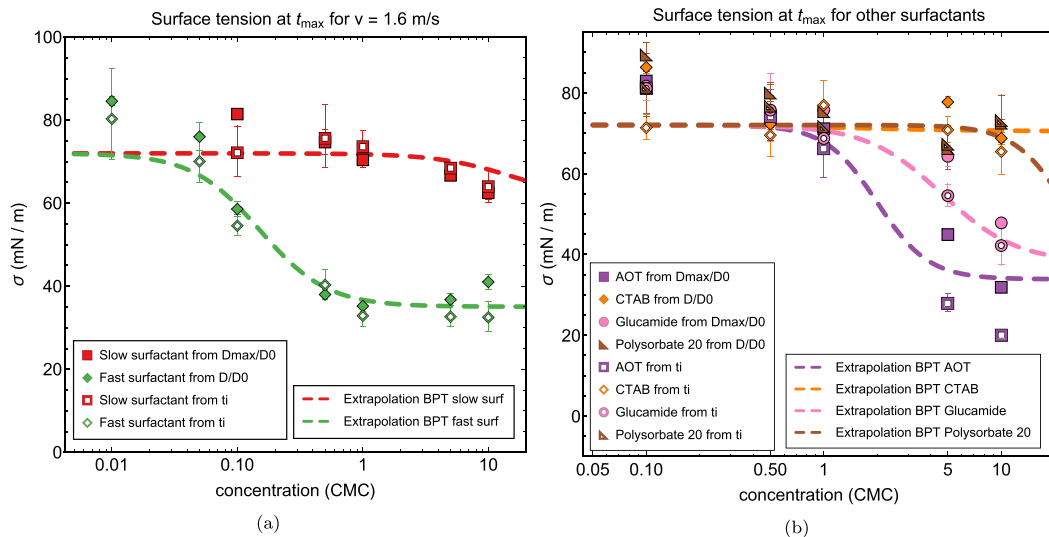 Surface tension at tmax for v = 1.6 m/s
100
80
60
40
20
0
σ (mN / m)
0.01
0.10
1
10
concentration (CMC)
Slow surfactant from Dmax/D0
Fast surfactant from D/D0
Slow surfactant from ti
Fast surfactant from ti
Extrapolation BPT slow surf
Extrapolation BPT fast surf
(a)
Surface tension at tmax for other surfactants
80
60
40
20
0
σ (mN / m)
0.05
0.10
0.50
1
5
10
concentration (CMC)
AOT from Dmax/D0
CTAB from D/D0
Glucamide from Dmax/D0
Polysorbate 20 from D/D0
AOT from ti
CTAB from ti
Glucamide from ti
Polysorbate 20 from ti
Extrapolation BPT AOT
Extrapolation BPT CTAB
Extrapolation BPT Glucamide
Extrapolation BPT Polysorbate 20
(b)